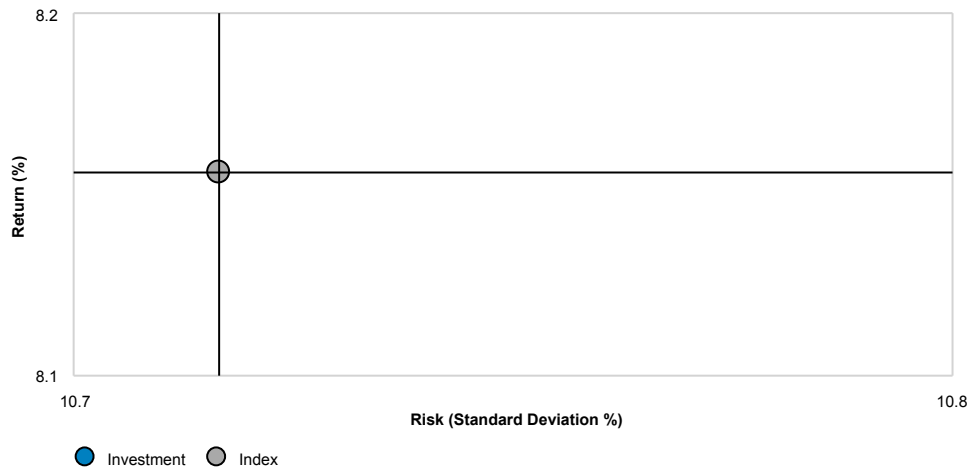 8.2
Return (%)
8.1
10.7
10.8
Risk (Standard Deviation %)
Investment
Index